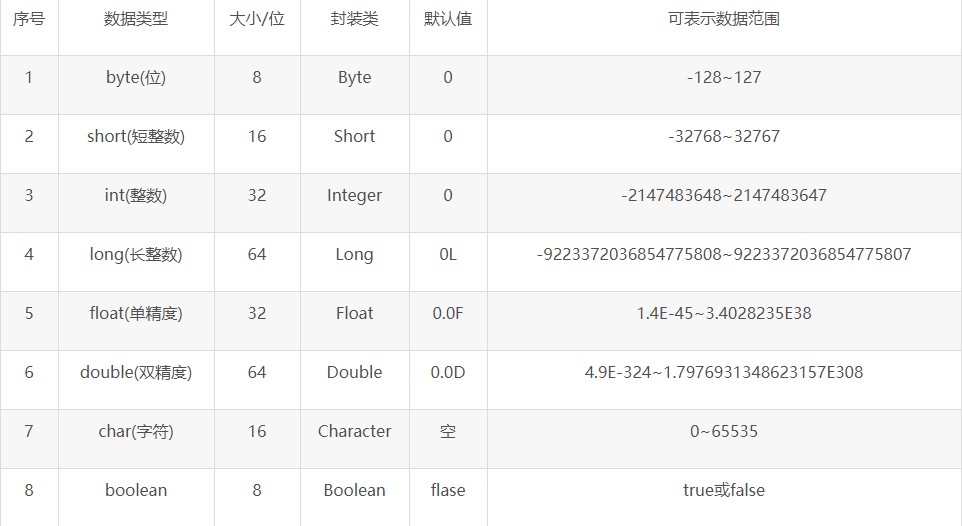 序号 数据类型 大小/位 封装类 默认值 可表示数据范围
1 byte(位) 8 Byte 0 -128~127
2 short(短整数) 16 Short 0 -32768~32767
3 int(整数) 32 Integer 0 -2147483648~2147483647
4 long(长整数) 64 Long 0L -9223372036854775808~9223372036854775807
5 float(单精度) 32 Float 0.0F 1.4E-45~3.4028235E38
6 double(双精度) 64 Double 0.0D 4.9E-324~1.7976931348623157E308
7 char(字符) 16 Character 空 0~65535
8 boolean 8 Boolean flase true或false